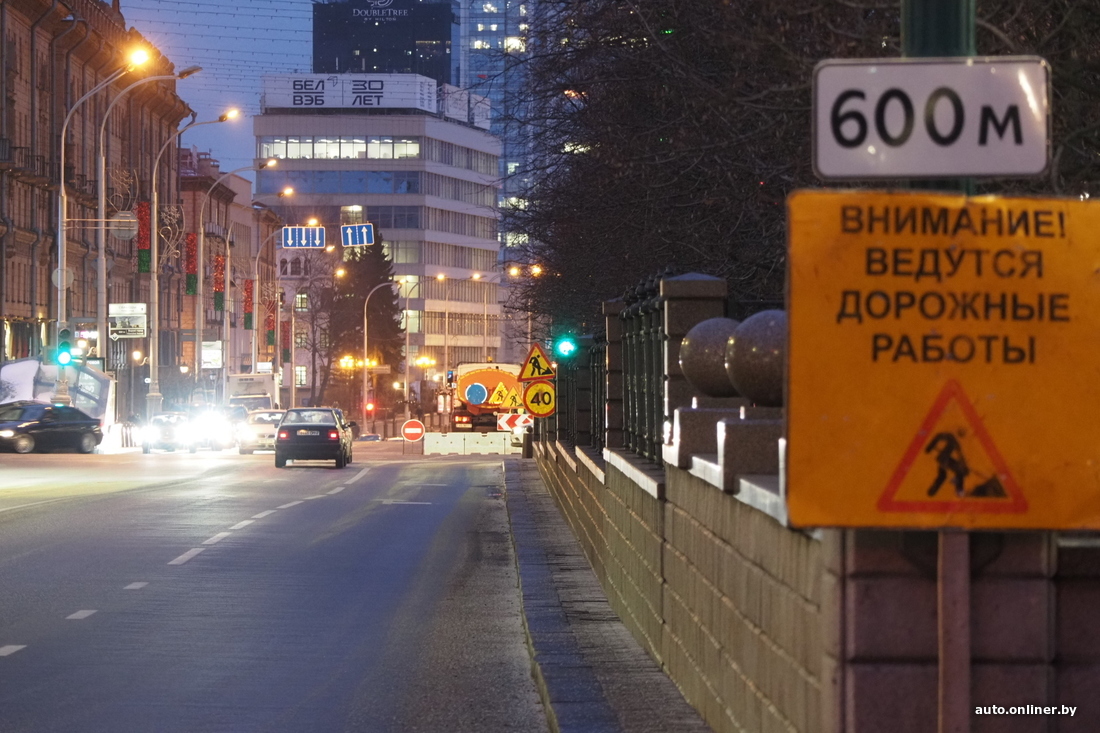 DOUBLETREE
БЕЛ
ВЭБ
30
ЛЕТ
600 м
ВНИМАНИЕ!
ВЕДУТСЯ
ДОРОЖНЫЕ
РАБОТЫ
40
auto.onliner.by